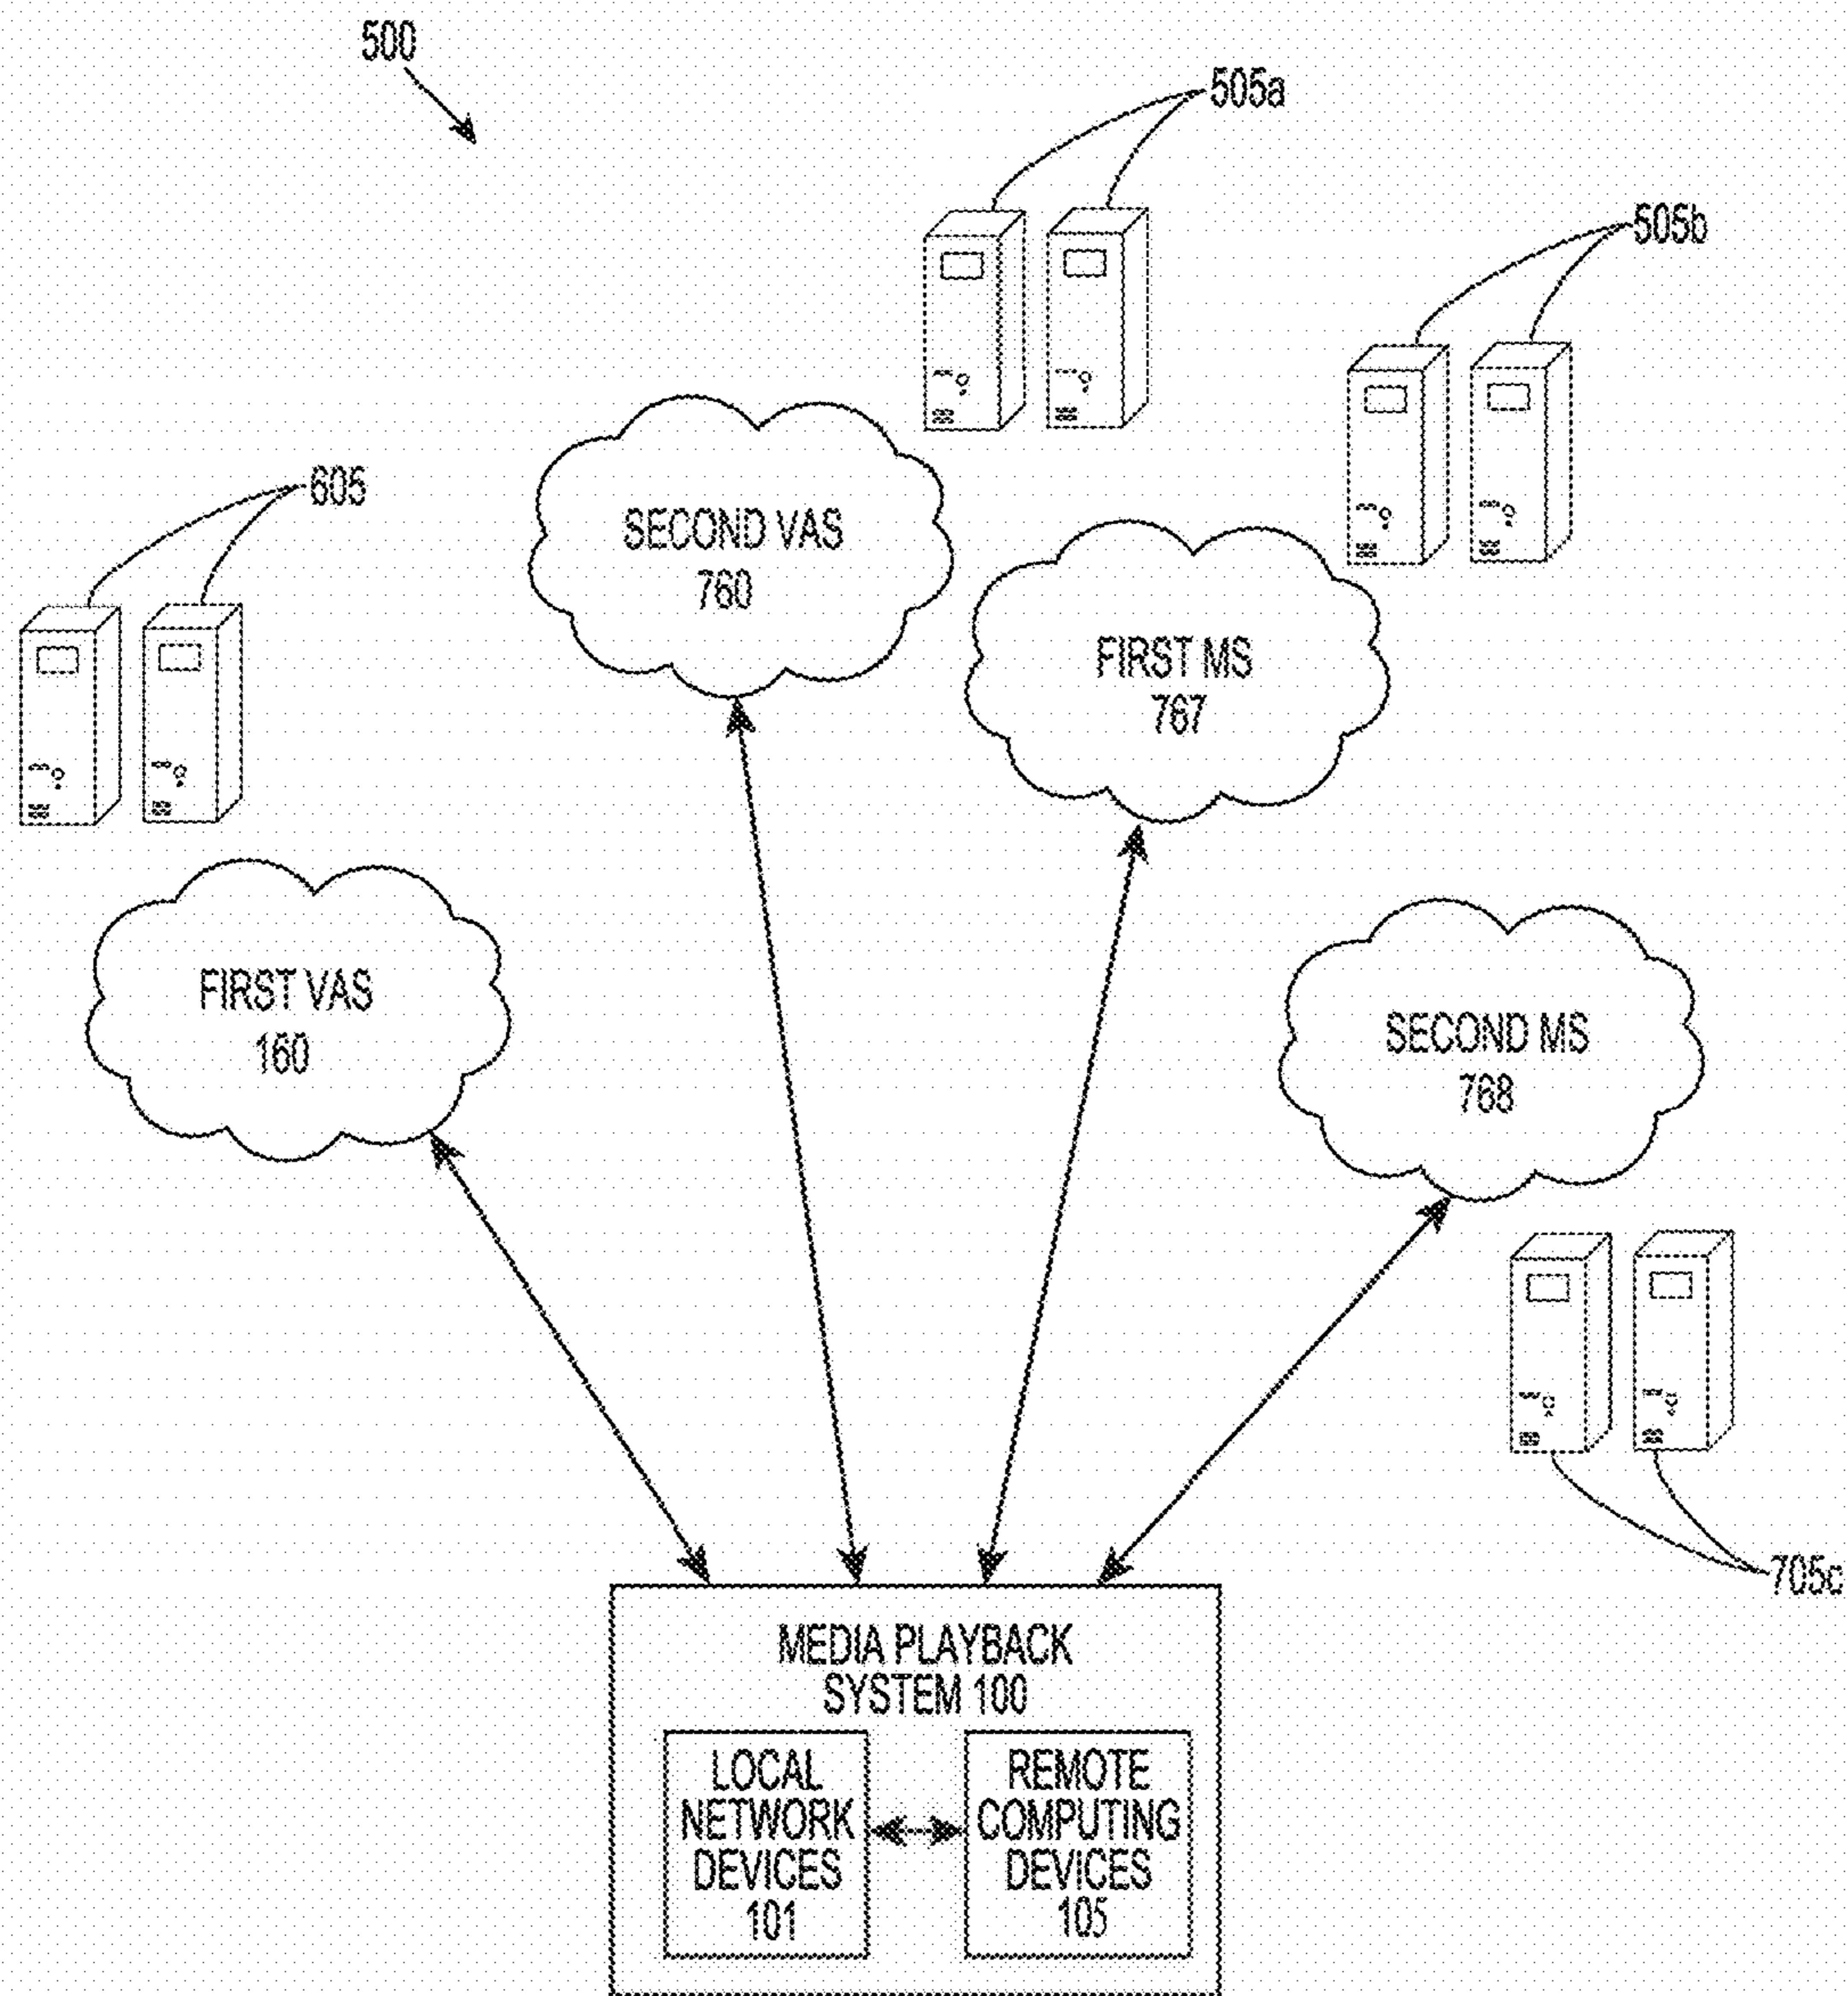 500
505a
505b
605
SECOND VAS
760
FIRST MS
767
FIRST VAS
160
SECOND MS
768
705c
MEDIA PLAYBACK
SYSTEM 100
LOCAL
NETWORK
DEVICES
101
REMOTE
COMPUTING
DEVICES
105